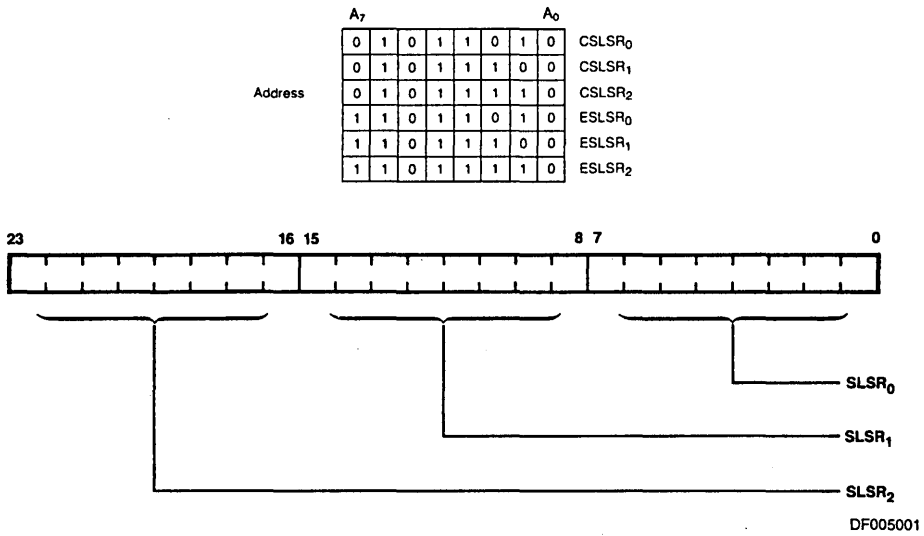 A7 A0
0 1 0 1 1 0 1 0 CSLSR0
0 1 0 1 1 1 0 0 CSLSR1
Address 0 1 0 1 1 1 1 0 CSLSR2
1 1 0 1 1 0 1 0 ESLSR0
1 1 0 1 1 1 0 0 ESLSR1
1 1 0 1 1 1 1 0 ESLSR2
23 16 15 8 7 0
SLSR0
SLSR1
SLSR2
DF005001